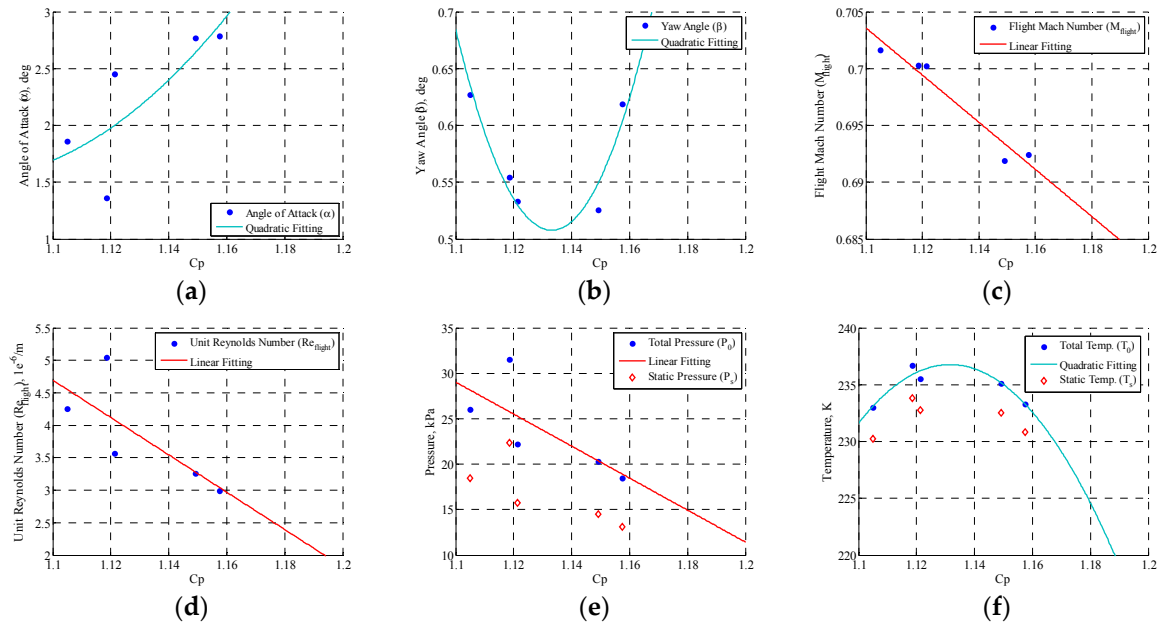 3
2.5
2
1.5
1
1.1 1.12 1.14 1.16 1.18 1.2
Angle of Attack (α), deg
Cp
Angle of Attack (α)
Quadratic Fitting
(a)
0.7
0.65
0.6
0.55
0.5
1.1 1.12 1.14 1.16 1.18 1.2
Yaw Angle (β), deg
Cp
Yaw Angle (β)
Quadratic Fitting
(b)
0.705
0.7
0.695
0.69
0.685
1.1 1.12 1.14 1.16 1.18 1.2
Flight Mach Number (M_flight)
Cp
Flight Mach Number (M_flight)
Linear Fitting
(c)
5.5
5
4.5
4
3.5
3
2.5
2
1.1 1.12 1.14 1.16 1.18 1.2
Unit Reynolds Number (Re_flight), 1e^-6/m
Cp
Unit Reynolds Number (Re_flight)
Linear Fitting
(d)
35
30
25
20
15
10
1.1 1.12 1.14 1.16 1.18 1.2
Pressure, kPa
Cp
Total Pressure (P_0)
Linear Fitting
Static Pressure (P_s)
(e)
240
235
230
225
220
1.1 1.12 1.14 1.16 1.18 1.2
Temperature, K
Cp
Total Temp. (T_0)
Quadratic Fitting
Static Temp. (T_s)
(f)